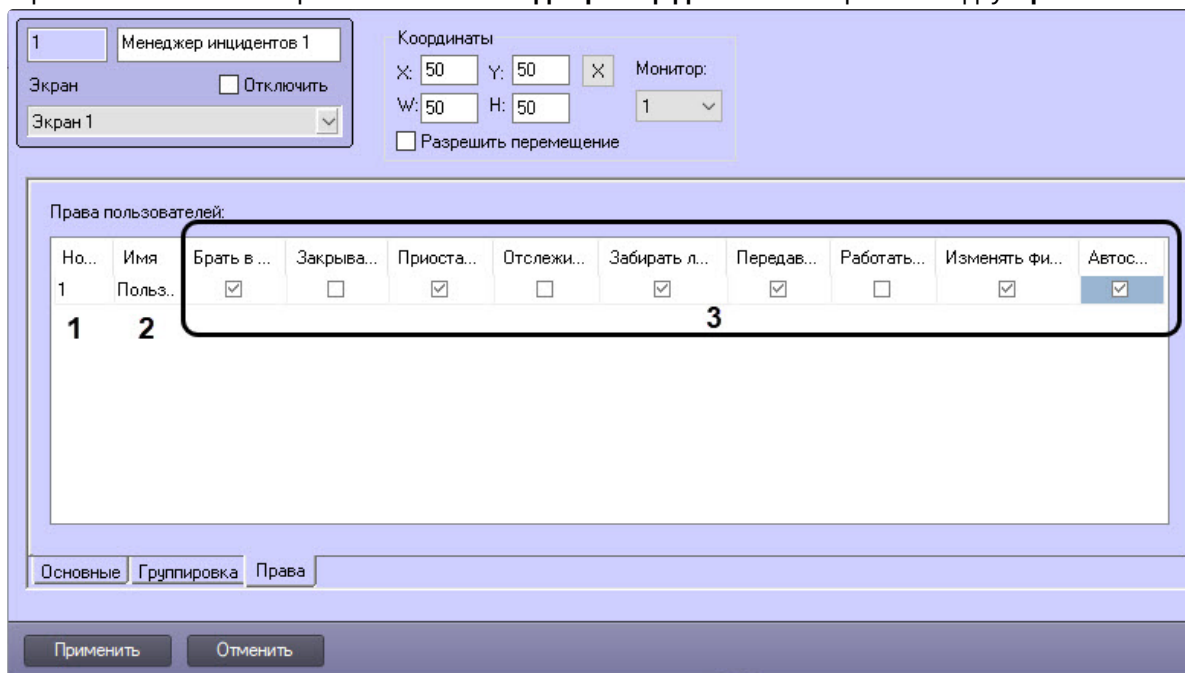 1 Менеджер инцидентов 1
Экран Отключить
Экран 1
Координаты
X: 50 Y: 50 X Монитор:
W: 50 H: 50 1
Разрешить перемещение
Права пользователей:
Но... Имя Брать в ... Закрыва... Приоста... Отслежи... Забирать л... Передав... Работать... Изменять фи... Автос...
1 Польз..
1 2 3
Основные Группировка Права
Применить Отменить